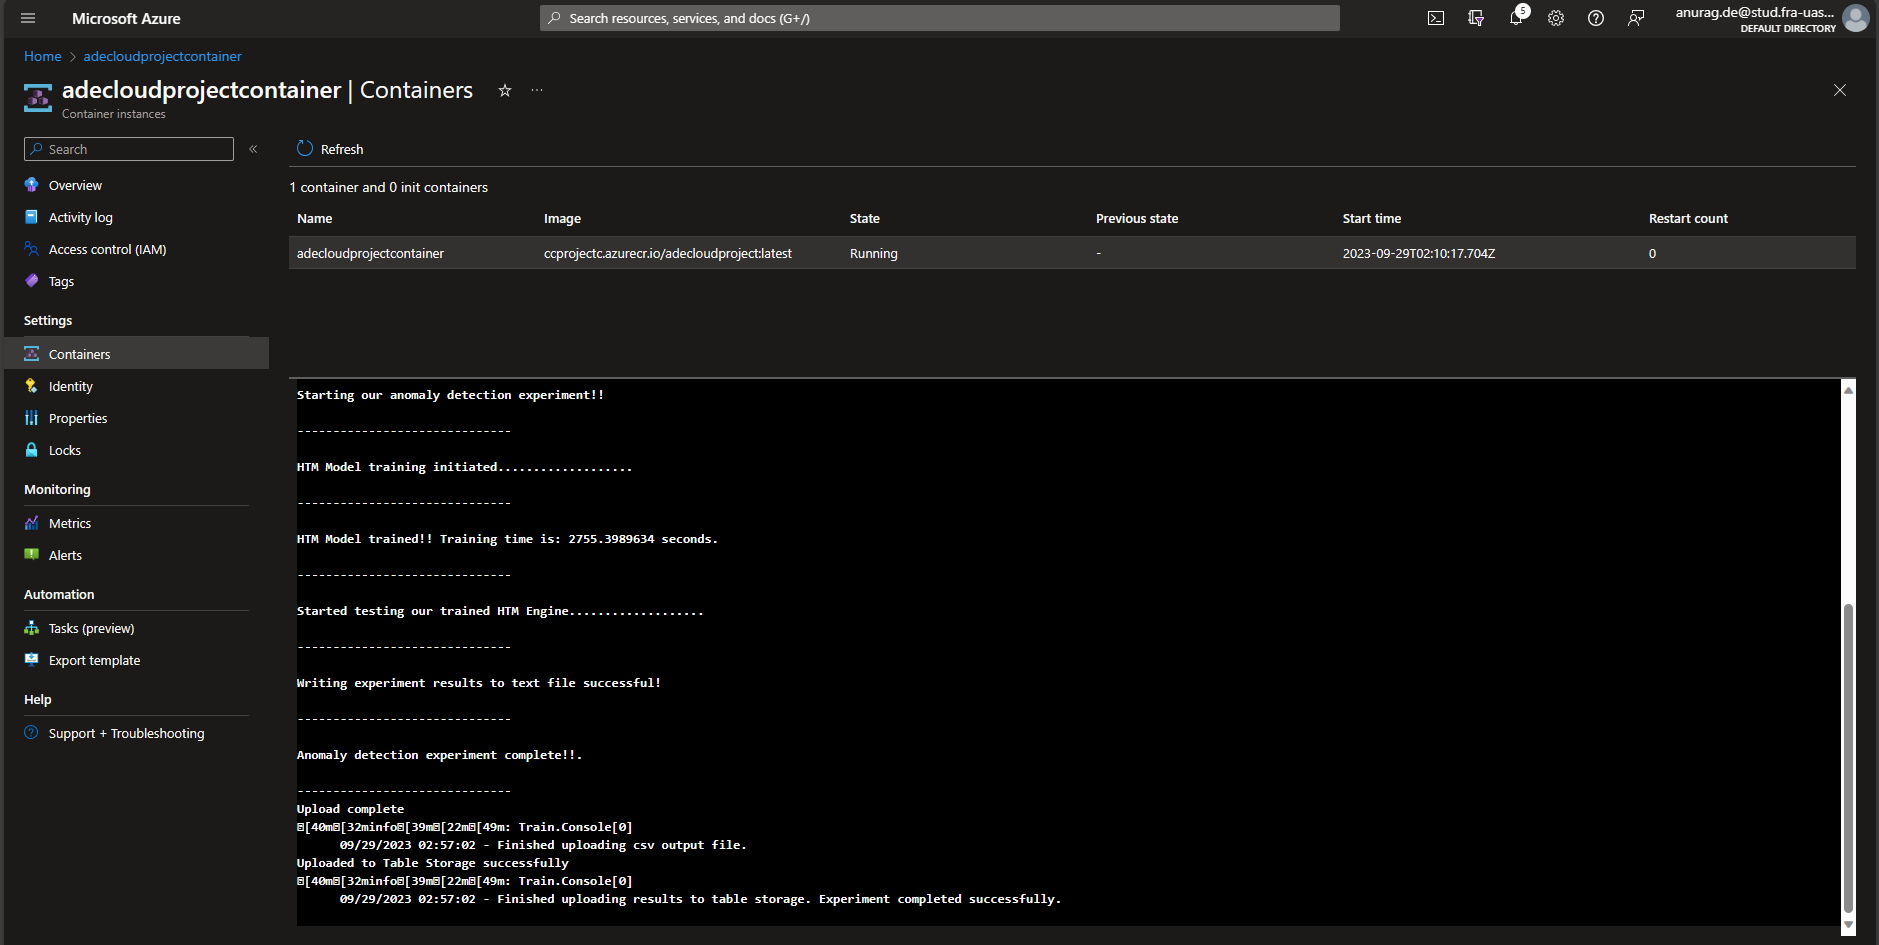 Microsoft Azure
Search resources, services, and docs (G+/)
5
anurag.de@stud.fra-uas...
DEFAULT DIRECTORY
Home > adecloudprojectcontainer
adecloudprojectcontainer | Containers
Container instances
Search
«
Refresh
Overview
Activity log
Access control (IAM)
Tags
Settings
Containers
Identity
Properties
Locks
Monitoring
Metrics
Alerts
Automation
Tasks (preview)
Export template
Help
Support + Troubleshooting
1 container and 0 init containers
Name Image State Previous state Start time Restart count
adecloudprojectcontainer ccprojectc.azurecr.io/adecloudproject:latest Running - 2023-09-29T02:10:17.704Z 0
Starting our anomaly detection experiment!!
------------------------------
HTM Model training initiated...................
------------------------------
HTM Model trained!! Training time is: 2755.3989634 seconds.
------------------------------
Started testing our trained HTM Engine...................
------------------------------
Writing experiment results to text file successful!
------------------------------
Anomaly detection experiment complete!!.
------------------------------
Upload complete
[40m[32minfo[39m[22m[49m: Train.Console[0]
09/29/2023 02:57:02 - Finished uploading csv output file.
Uploaded to Table Storage successfully
[40m[32minfo[39m[22m[49m: Train.Console[0]
09/29/2023 02:57:02 - Finished uploading results to table storage. Experiment completed successfully.